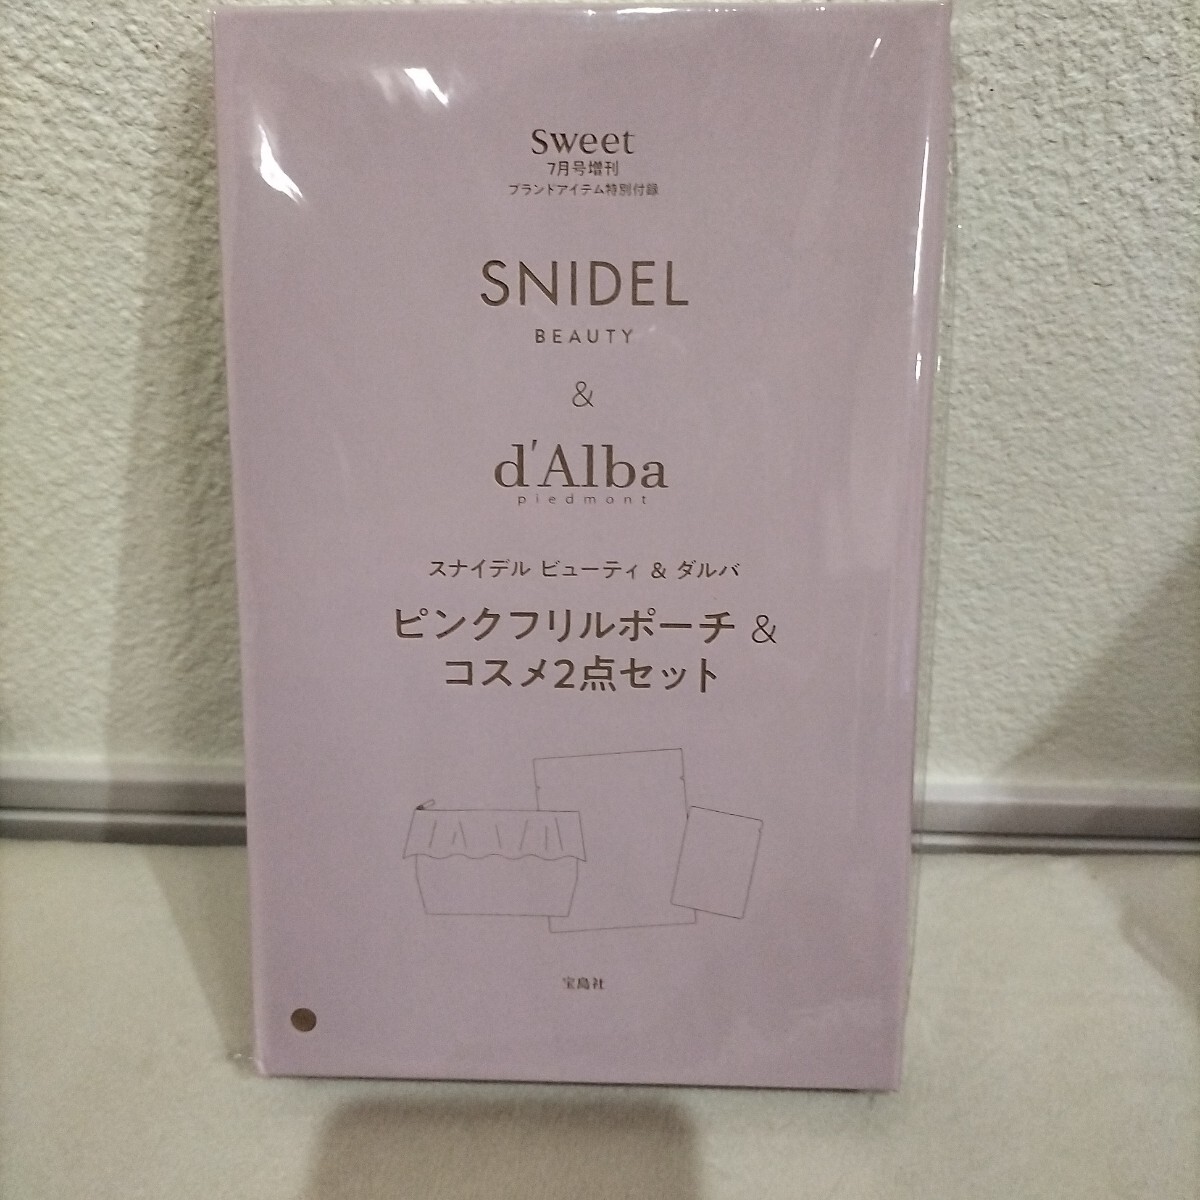 sweet
7月号増刊
ブランドアイテム特別付録
SNIDEL
BEAUTY
&
d'Alba
piedmont
スナイデル ビューティ & ダルバ
ピンクフリルポーチ &
コスメ2点セット
宝島社